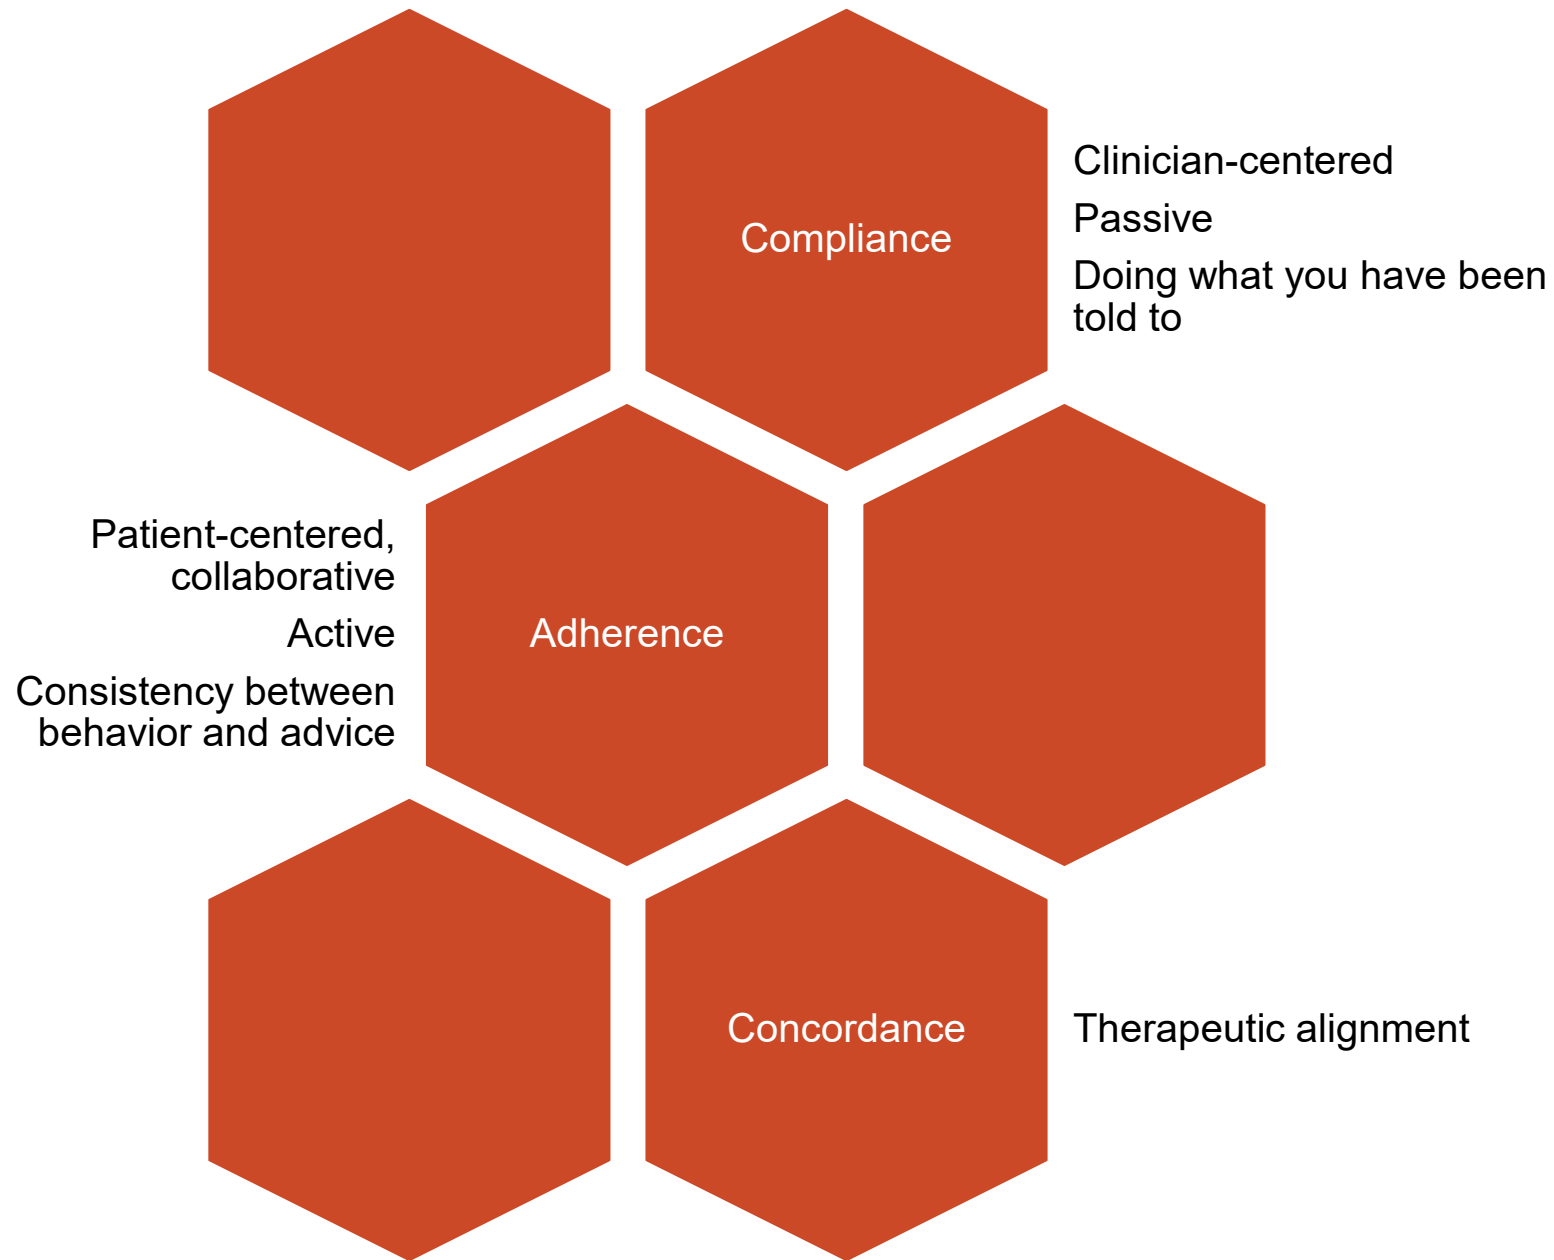 Compliance
Clinician-centered
Passive
Doing what you have been
told to
Patient-centered,
collaborative
Active
Consistency between
behavior and advice
Adherence
Concordance
Therapeutic alignment